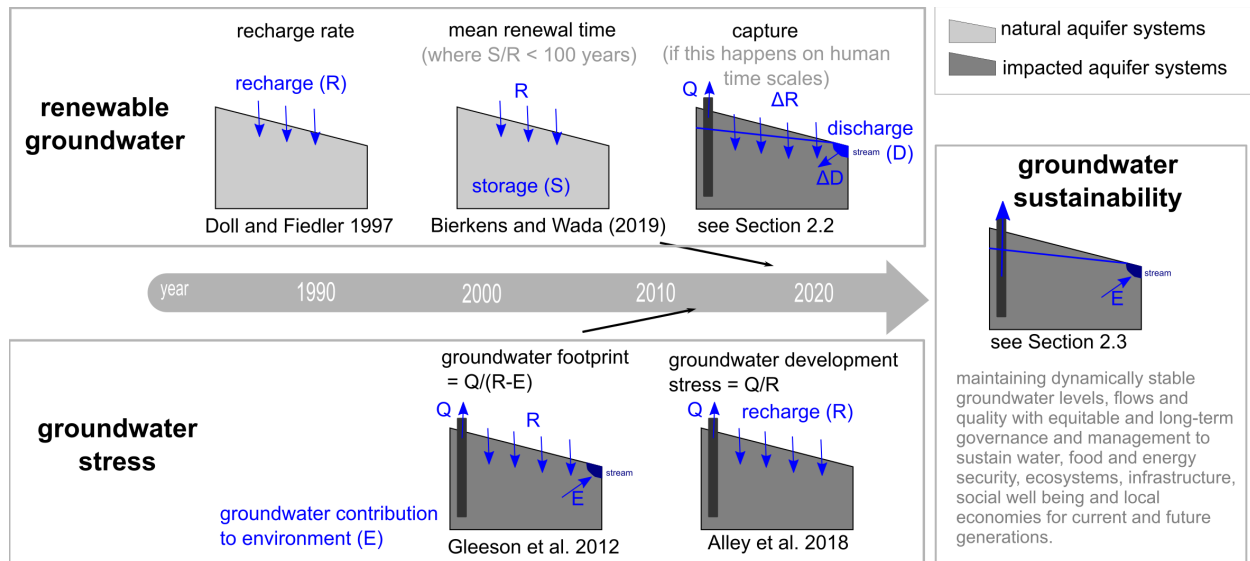 recharge rate
mean renewal time
(where S/R < 100 years)
capture
(if this happens on human
time scales)
renewable
groundwater
recharge (R)
R
storage (S)
Q
ΔR
discharge
(D)
stream
ΔD
Doll and Fiedler 1997
Bierkens and Wada (2019)
see Section 2.2
natural aquifer systems
impacted aquifer systems
year
1990
2000
2010
2020
groundwater
stress
groundwater footprint
= Q/(R-E)
Q
R
stream
E
groundwater contribution
to environment (E)
Gleeson et al. 2012
groundwater development
stress = Q/R
Q
recharge (R)
Alley et al. 2018
groundwater
sustainability
stream
E
see Section 2.3
maintaining dynamically stable
groundwater levels, flows and
quality with equitable and long-term
governance and management to
sustain water, food and energy
security, ecosystems, infrastructure,
social well being and local
economies for current and future
generations.